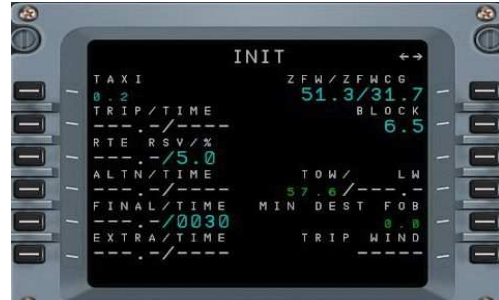 INIT ←→
TAXI ZFW/ZFWCG
0.2 51.3/31.7
TRIP/TIME BLOCK
---.-/---- 6.5
RTE RSV/%
---.-/5.0
ALTN/TIME TOW/ LW
---.-/---- 57.6/---.-
FINAL/TIME MIN DEST FOB
---.-/0030 0.0
EXTRA/TIME TRIP WIND
---.-/---- -----